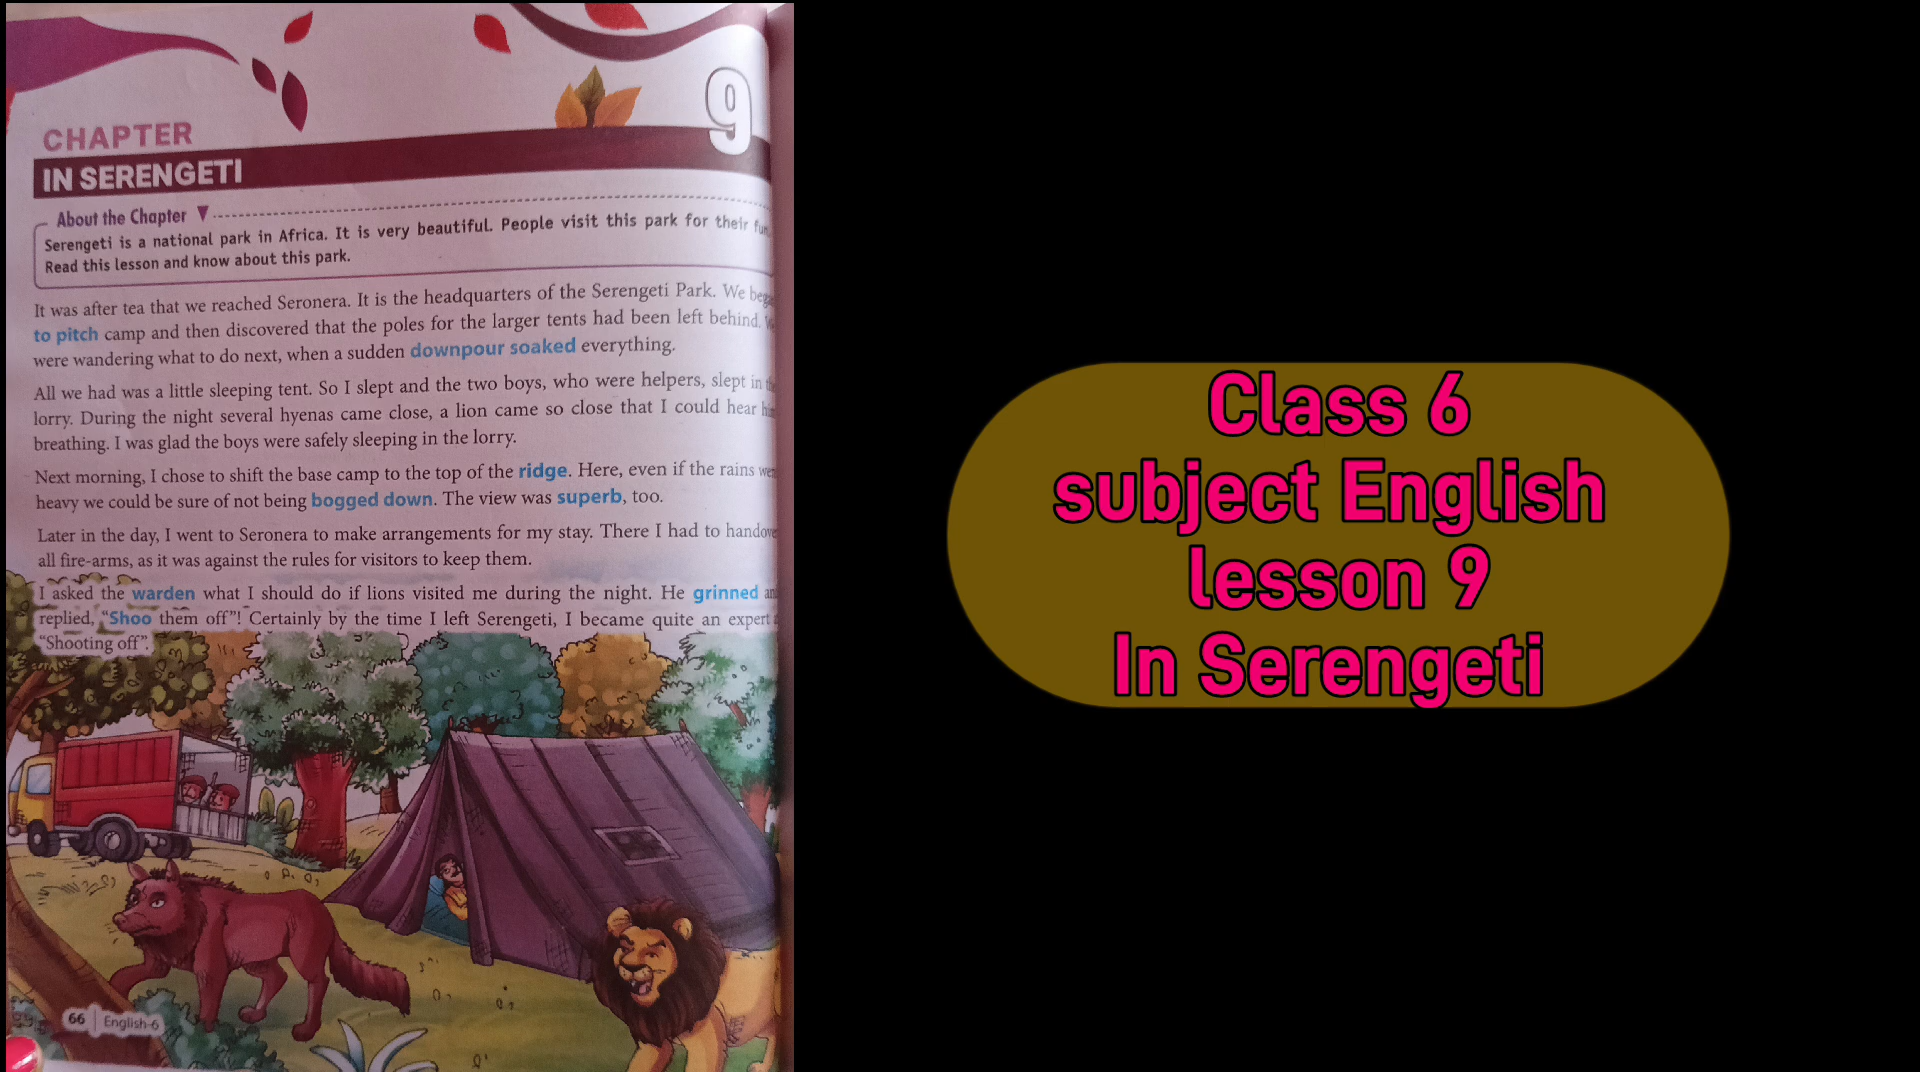 9
CHAPTER
IN SERENGETI
About the Chapter
Serengeti is a national park in Africa. It is very beautiful. People visit this park for their
Read this lesson and know about this park.
It was after tea that we reached Seronera. It is the headquarters of the Serengeti Park. We
to pitch camp and then discovered that the poles for the larger tents had been left behind.
were wandering what to do next, when a sudden downpour soaked everything.
All we had was a little sleeping tent. So I slept and the two boys, who were helpers, slept in
lorry. During the night several hyenas came close, a lion came so close that I could hear
breathing. I was glad the boys were safely sleeping in the lorry.
Next morning, I chose to shift the base camp to the top of the ridge. Here, even if the rains
heavy we could be sure of not being bogged down. The view was superb, too.
Later in the day, I went to Seronera to make arrangements for my stay. There I had to
all fire-arms, as it was against the rules for visitors to keep them.
I asked the warden what I should do if lions visited me during the night. He grinned
replied, "Shoo them off"! Certainly by the time I left Serengeti, I became quite an expert
"Shooting off".
66 | English-6
Class 6
subject English
lesson 9
In Serengeti